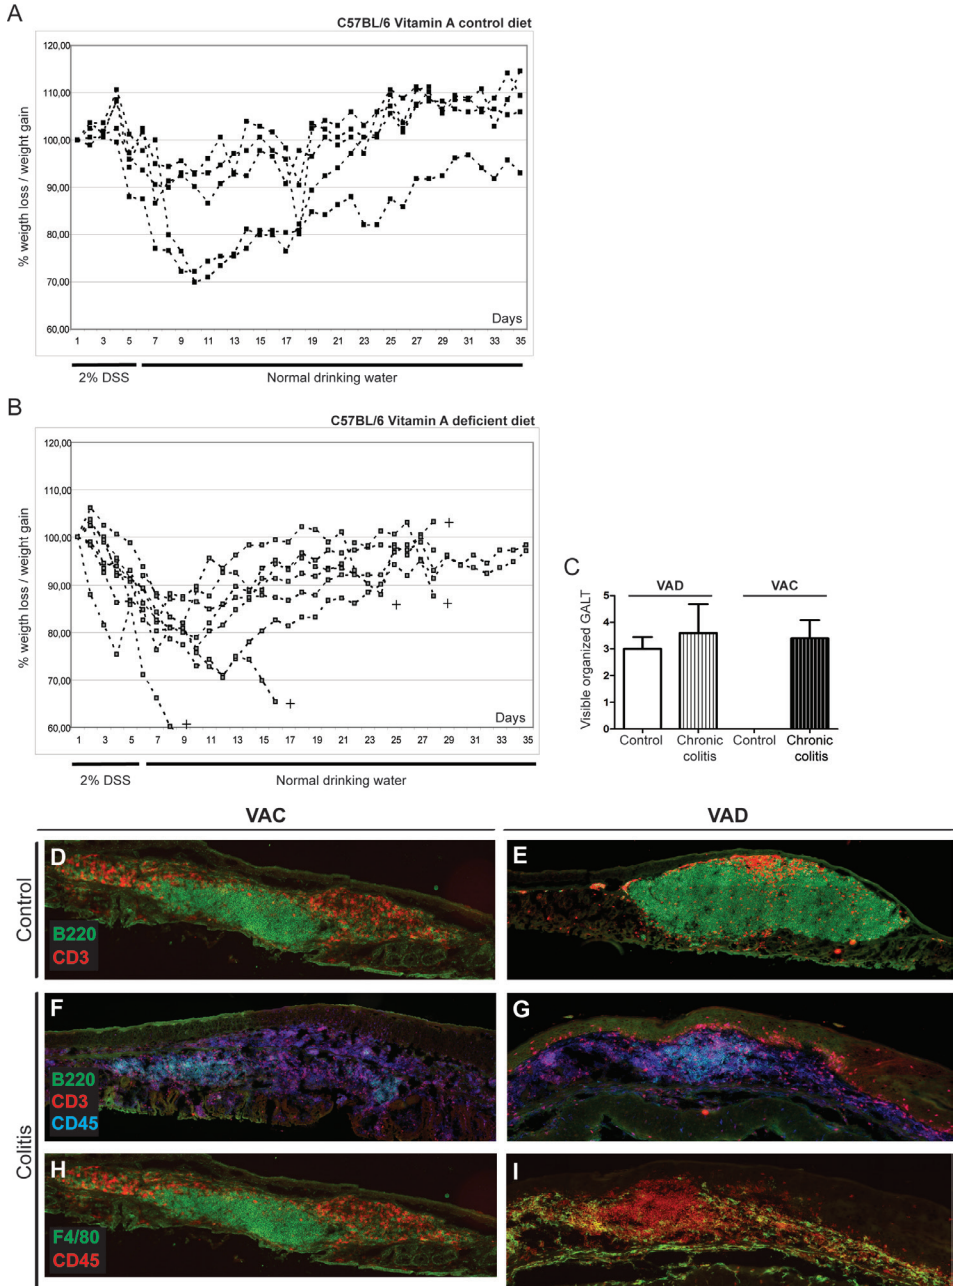 A
C57BL/6 Vitamin A control diet
120,00
110,00
100,00
90,00
80,00
70,00
60,00
% weigth loss / weight gain
Days
1 3 5 7 9 11 13 15 17 19 21 23 25 27 29 31 33 35
2% DSS
Normal drinking water
B
C57BL/6 Vitamin A deficient diet
120,00
110,00
100,00
90,00
80,00
70,00
60,00
% weigth loss / weight gain
Days
1 3 5 7 9 11 13 15 17 19 21 23 25 27 29 31 33 35
2% DSS
Normal drinking water
C
VAD VAC
5
4
3
2
1
0
Visible organized GALT
Control Chronic colitis Control Chronic colitis
VAC VAD
Control
D
B220
CD3
E
Colitis
F
B220
CD3
CD45
G
H
F4/80
CD45
I